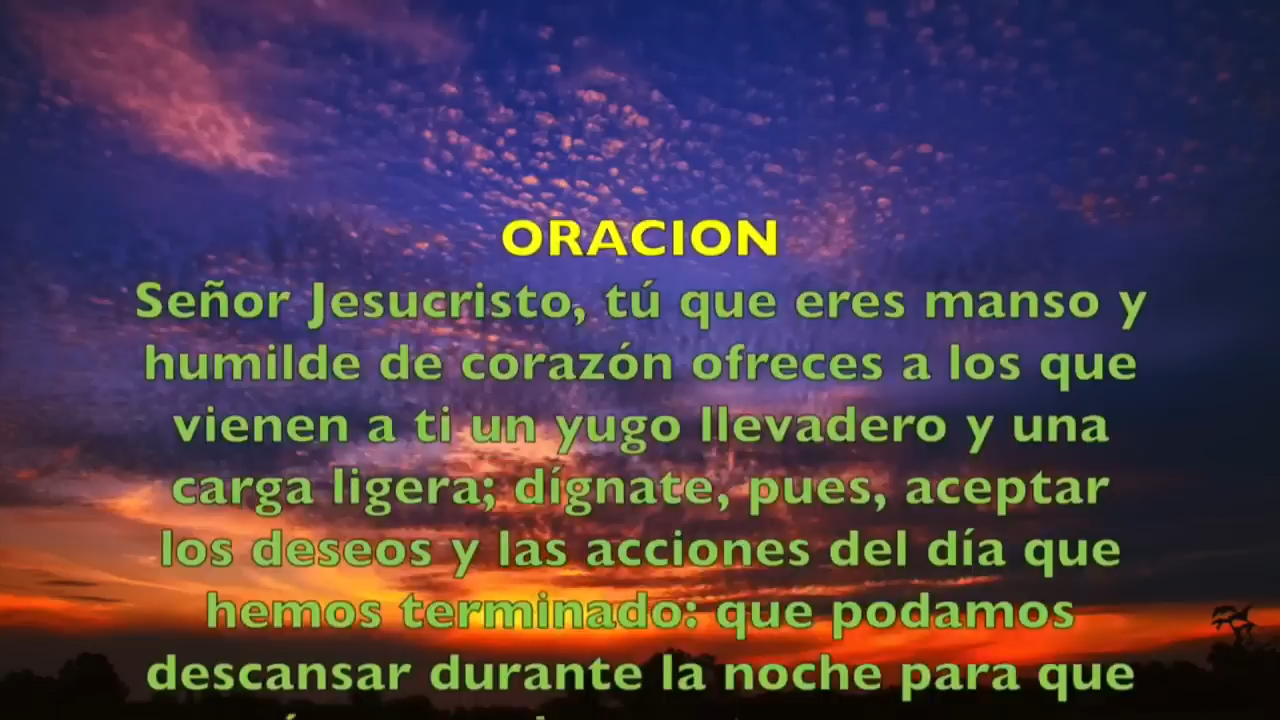 ORACION
Señor Jesucristo, tú que eres manso y
humilde de corazón ofreces a los que
vienen a ti un yugo llevadero y una
carga ligera; dígnate, pues, aceptar
los deseos y las acciones del día que
hemos terminado: que podamos
descansar durante la noche para que